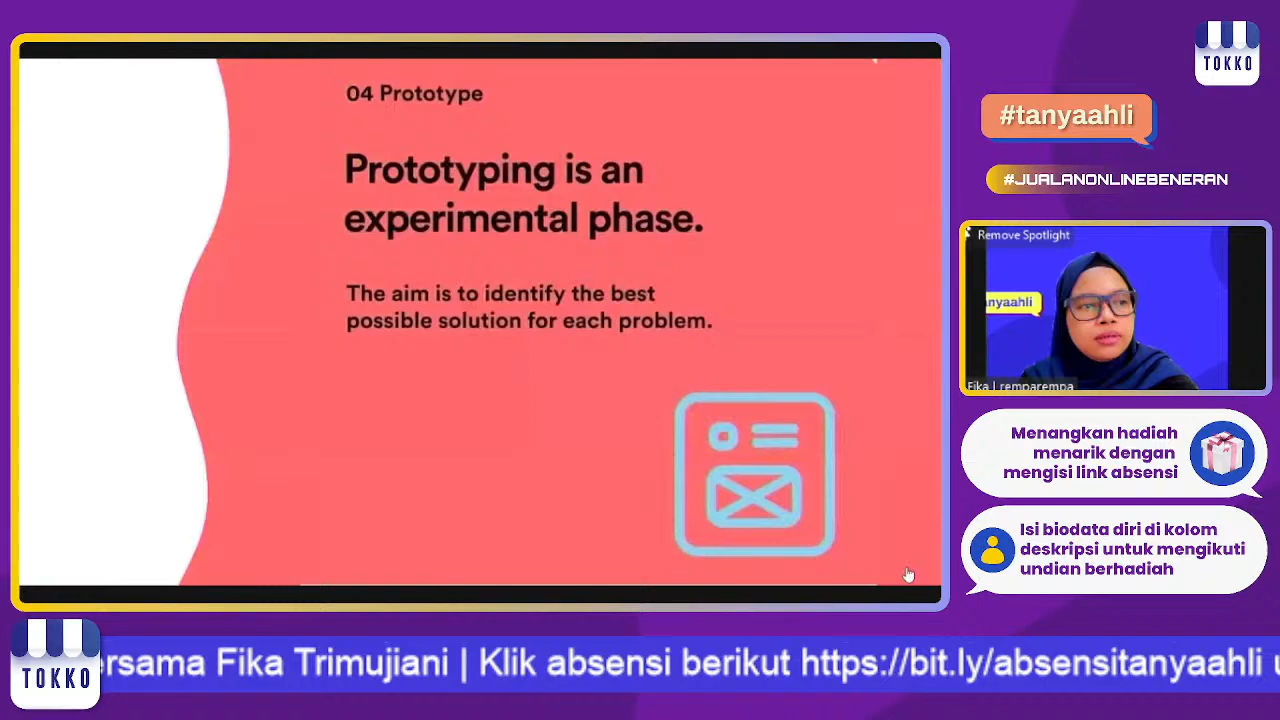 04 Prototype
Prototyping is an
experimental phase.
The aim is to identify the best
possible solution for each problem.
TOKKO
#tanyaahli
#JUALANONLINEBENERAN
Remove Spotlight
anyaahli
Fika | remparempa
Menangkan hadiah
menarik dengan
mengisi link absensi
Isi biodata diri di kolom
deskripsi untuk mengikuti
undian berhadiah
TOKKO
ersama Fika Trimujiani | Klik absensi berikut https://bit.ly/absensitanyaahli u